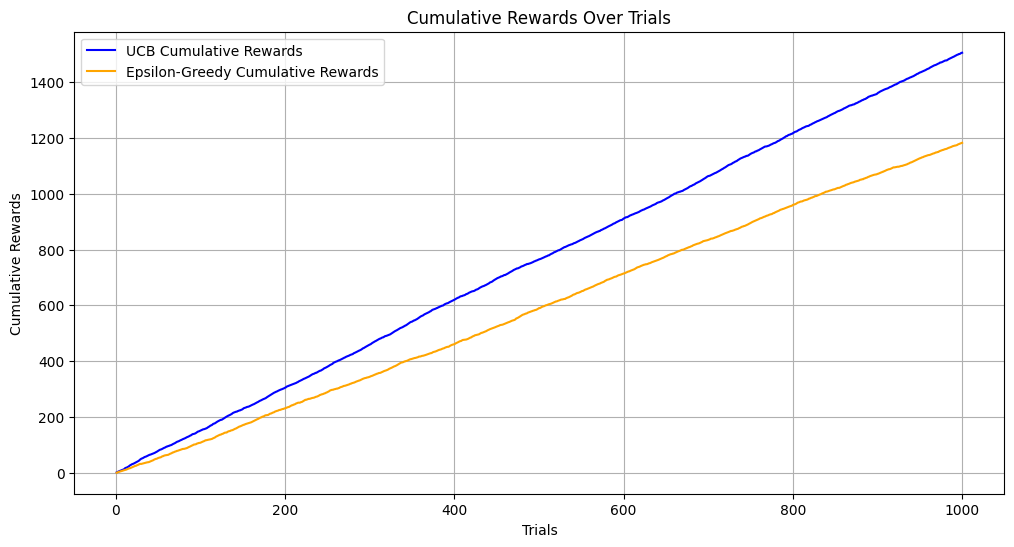 Cumulative Rewards Over Trials
UCB Cumulative Rewards
Epsilon-Greedy Cumulative Rewards
Cumulative Rewards
1400
1200
1000
800
600
400
200
0
0 200 400 600 800 1000
Trials